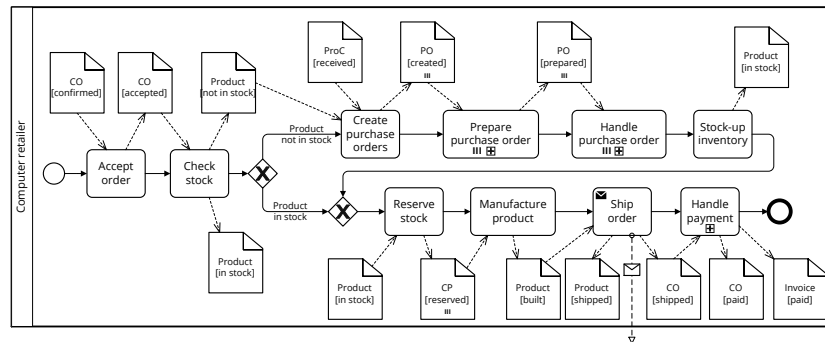 Computer retailer
CO
[confirmed]
CO
[accepted]
Product
[not in stock]
ProC
[received]
PO
[created]
PO
[prepared]
Product
[in stock]
Accept
order
Check
stock
Product
not in stock
Create
purchase
orders
Prepare
purchase order
Handle
purchase order
Stock-up
inventory
Product
in stock
Reserve
stock
Manufacture
product
Ship
order
Handle
payment
Product
[in stock]
Product
[in stock]
CP
[reserved]
Product
[built]
Product
[shipped]
CO
[shipped]
CO
[paid]
Invoice
[paid]